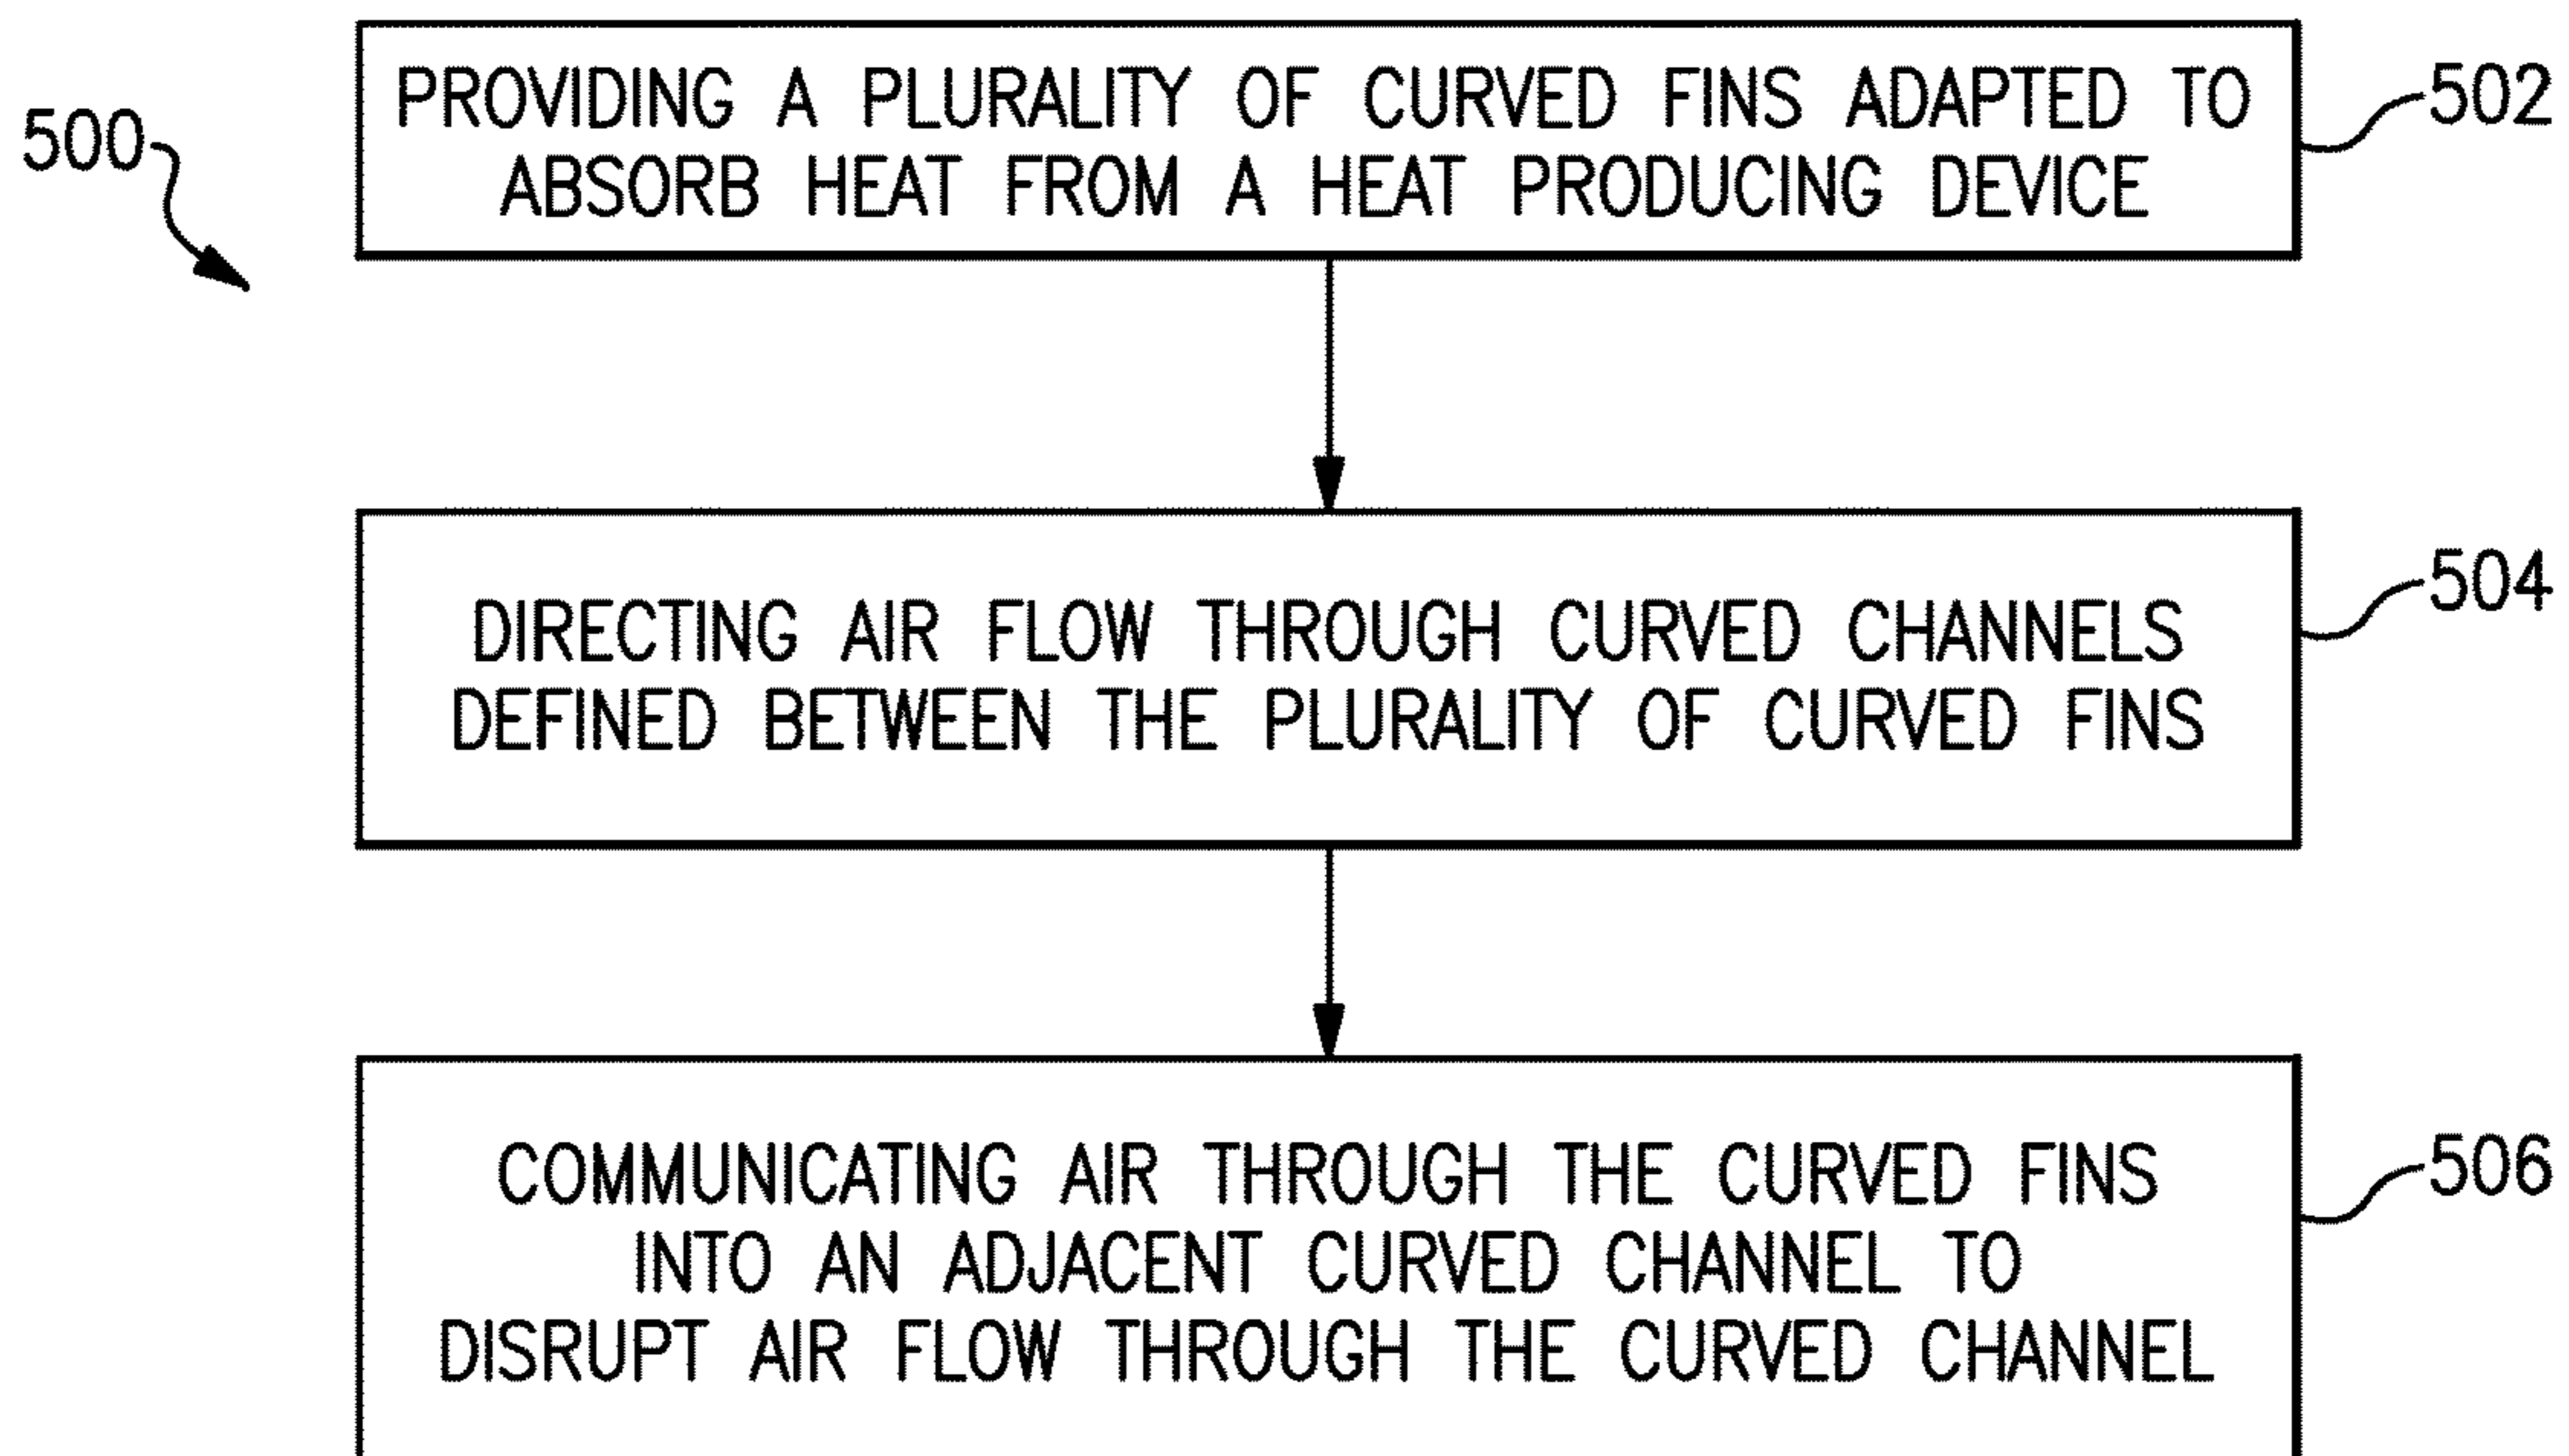 500
PROVIDING A PLURALITY OF CURVED FINS ADAPTED TO
ABSORB HEAT FROM A HEAT PRODUCING DEVICE
502
DIRECTING AIR FLOW THROUGH CURVED CHANNELS
DEFINED BETWEEN THE PLURALITY OF CURVED FINS
504
COMMUNICATING AIR THROUGH THE CURVED FINS
INTO AN ADJACENT CURVED CHANNEL TO
DISRUPT AIR FLOW THROUGH THE CURVED CHANNEL
506